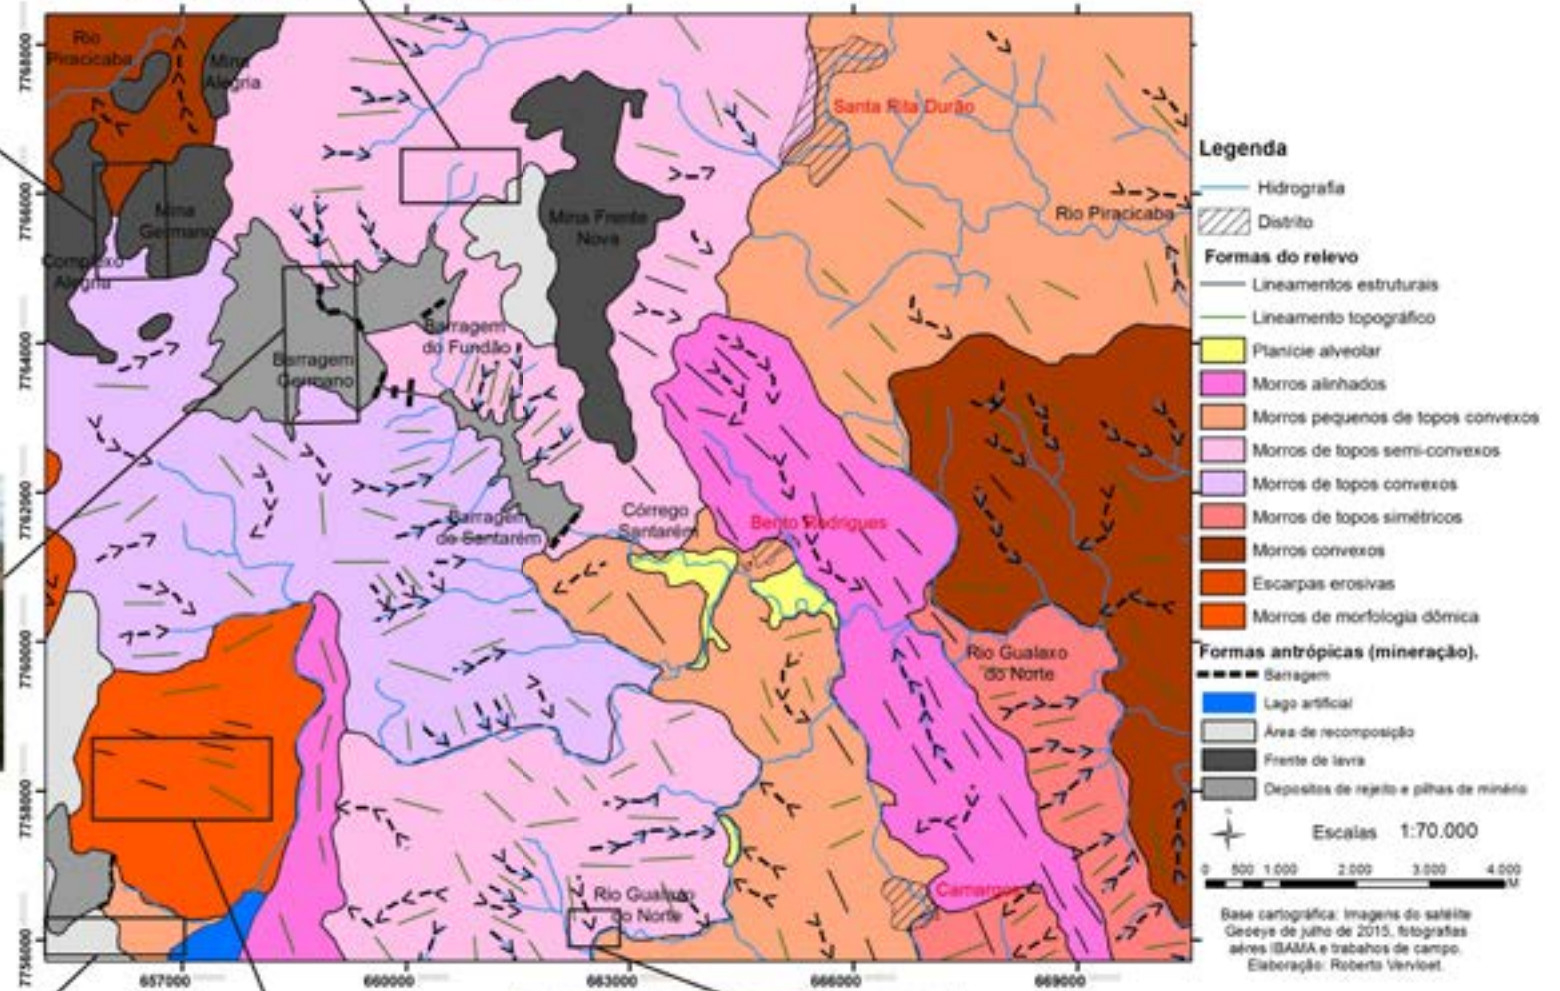 7768000
7766000
7764000
7762000
7760000
7758000
7756000
Rio
Piracicaba
Mina
Alegria
Santa Rita Durão
Mina
Germano
Mina Frente
Nova
Rio Piracicaba
Complexo
Alegria
Barragem
do Fundão
Barragem
Germano
Córrego
Santarém
Bento Rodrigues
Barragem
de Santarém
Rio Gualaxo
do Norte
Rio Gualaxo
do Norte
Camargos
657000
660000
663000
666000
669000
Legenda
Hidrografia
Distrito
Formas do relevo
Lineamentos estruturais
Lineamento topográfico
Planície alveolar
Morros alinhados
Morros pequenos de topos convexos
Morros de topos semi-convexos
Morros de topos convexos
Morros de topos simétricos
Morros convexos
Escarpas erosivas
Morros de morfologia dômica
Formas antrópicas (mineração).
Barragem
Lago artificial
Área de recomposição
Frente de lavra
Depositos de rejeito e pilhas de minério
Escalas 1:70.000
0 500 1.000 2.000 3.000 4.000
M
Base cartográfica: Imagens do satélite
Geoeye de julho de 2015, fotografias
aéres IBAMA e trabahos de campo.
Elaboração: Roberto Vervloet.